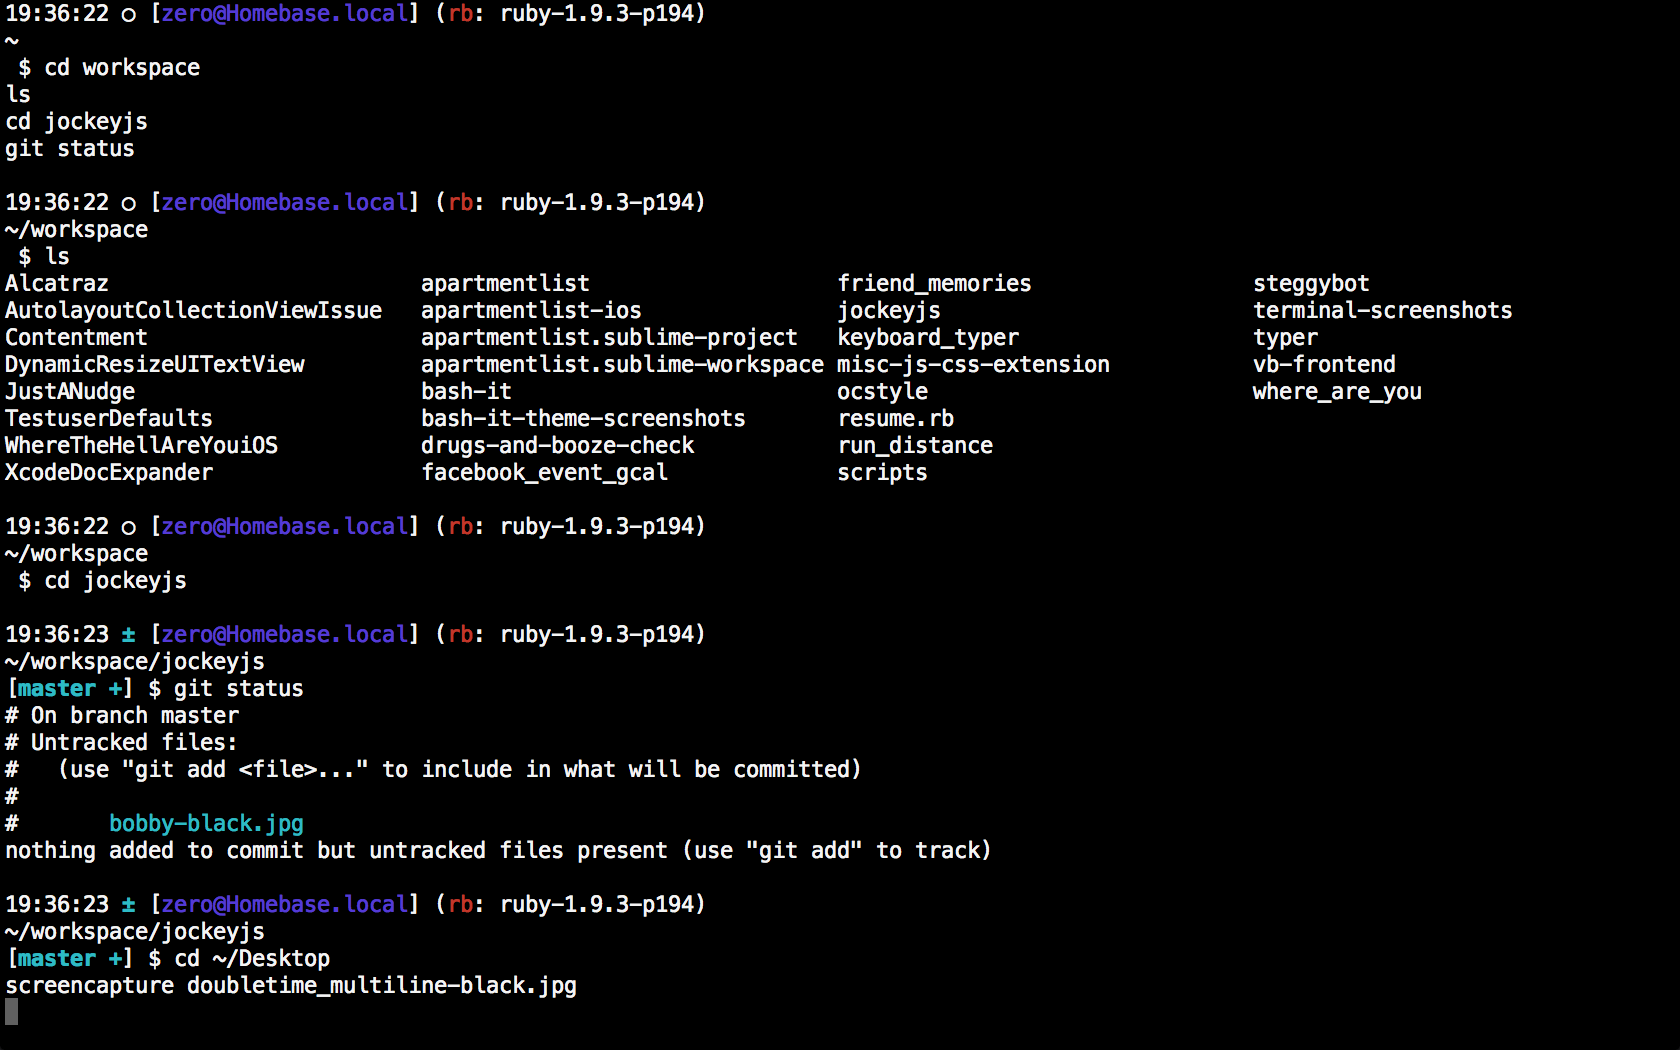 19:36:22 ○ [zero@Homebase.local] (rb: ruby-1.9.3-p194)
~
 $ cd workspace
ls
cd jockeyjs
git status

19:36:22 ○ [zero@Homebase.local] (rb: ruby-1.9.3-p194)
~/workspace
 $ ls
Alcatraz                        apartmentlist                   friend_memories                 steggybot
AutolayoutCollectionViewIssue   apartmentlist-ios               jockeyjs                        terminal-screenshots
Contentment                     apartmentlist.sublime-project   keyboard_typer                  typer
DynamicResizeUITextView         apartmentlist.sublime-workspace misc-js-css-extension           vb-frontend
JustANudge                      bash-it                         ocstyle                         where_are_you
TestuserDefaults                bash-it-theme-screenshots       resume.rb
WhereTheHellAreYouiOS           drugs-and-booze-check           run_distance
XcodeDocExpander                facebook_event_gcal             scripts

19:36:22 ○ [zero@Homebase.local] (rb: ruby-1.9.3-p194)
~/workspace
 $ cd jockeyjs

19:36:23 ± [zero@Homebase.local] (rb: ruby-1.9.3-p194)
~/workspace/jockeyjs
[master +] $ git status
# On branch master
# Untracked files:
#   (use "git add <file>..." to include in what will be committed)
#
#       bobby-black.jpg
nothing added to commit but untracked files present (use "git add" to track)

19:36:23 ± [zero@Homebase.local] (rb: ruby-1.9.3-p194)
~/workspace/jockeyjs
[master +] $ cd ~/Desktop
screencapture doubletime_multiline-black.jpg